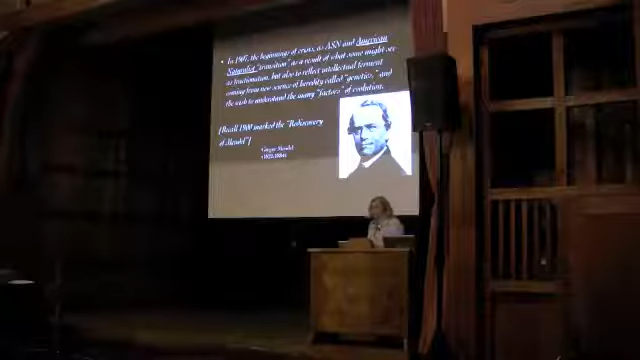 • In 1907, the beginnings of crisis, as ASN and American
Naturalist "transition" as a result of what some might see
as factionalism, but also to reflect intellectual ferment
coming from new science of heredity called "genetics," and
the wish to understand the many "factors" of evolution.
[Recall 1900 marked the "Rediscovery
of Mendel"]
Gregor Mendel
(1822-1884)